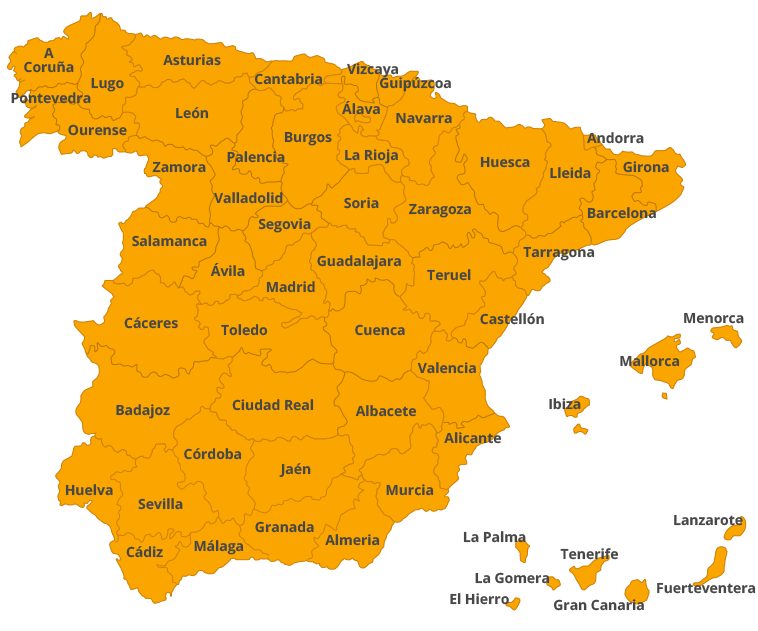 A
Coruña
Lugo
Asturias
Cantabria
Vizcaya
Guipúzcoa
Pontevedra
Ourense
León
Álava
Navarra
Palencia
Burgos
La Rioja
Zamora
Huesca
Lleida
Andorra
Girona
Valladolid
Soria
Zaragoza
Barcelona
Segovia
Salamanca
Ávila
Guadalajara
Tarragona
Madrid
Teruel
Cáceres
Toledo
Cuenca
Castellón
Menorca
Mallorca
Valencia
Ibiza
Badajoz
Ciudad Real
Albacete
Alicante
Córdoba
Jaén
Huelva
Sevilla
Murcia
Granada
Almeria
Cádiz
Málaga
Lanzarote
La Palma
Tenerife
La Gomera
Fuerteventera
El Hierro
Gran Canaria